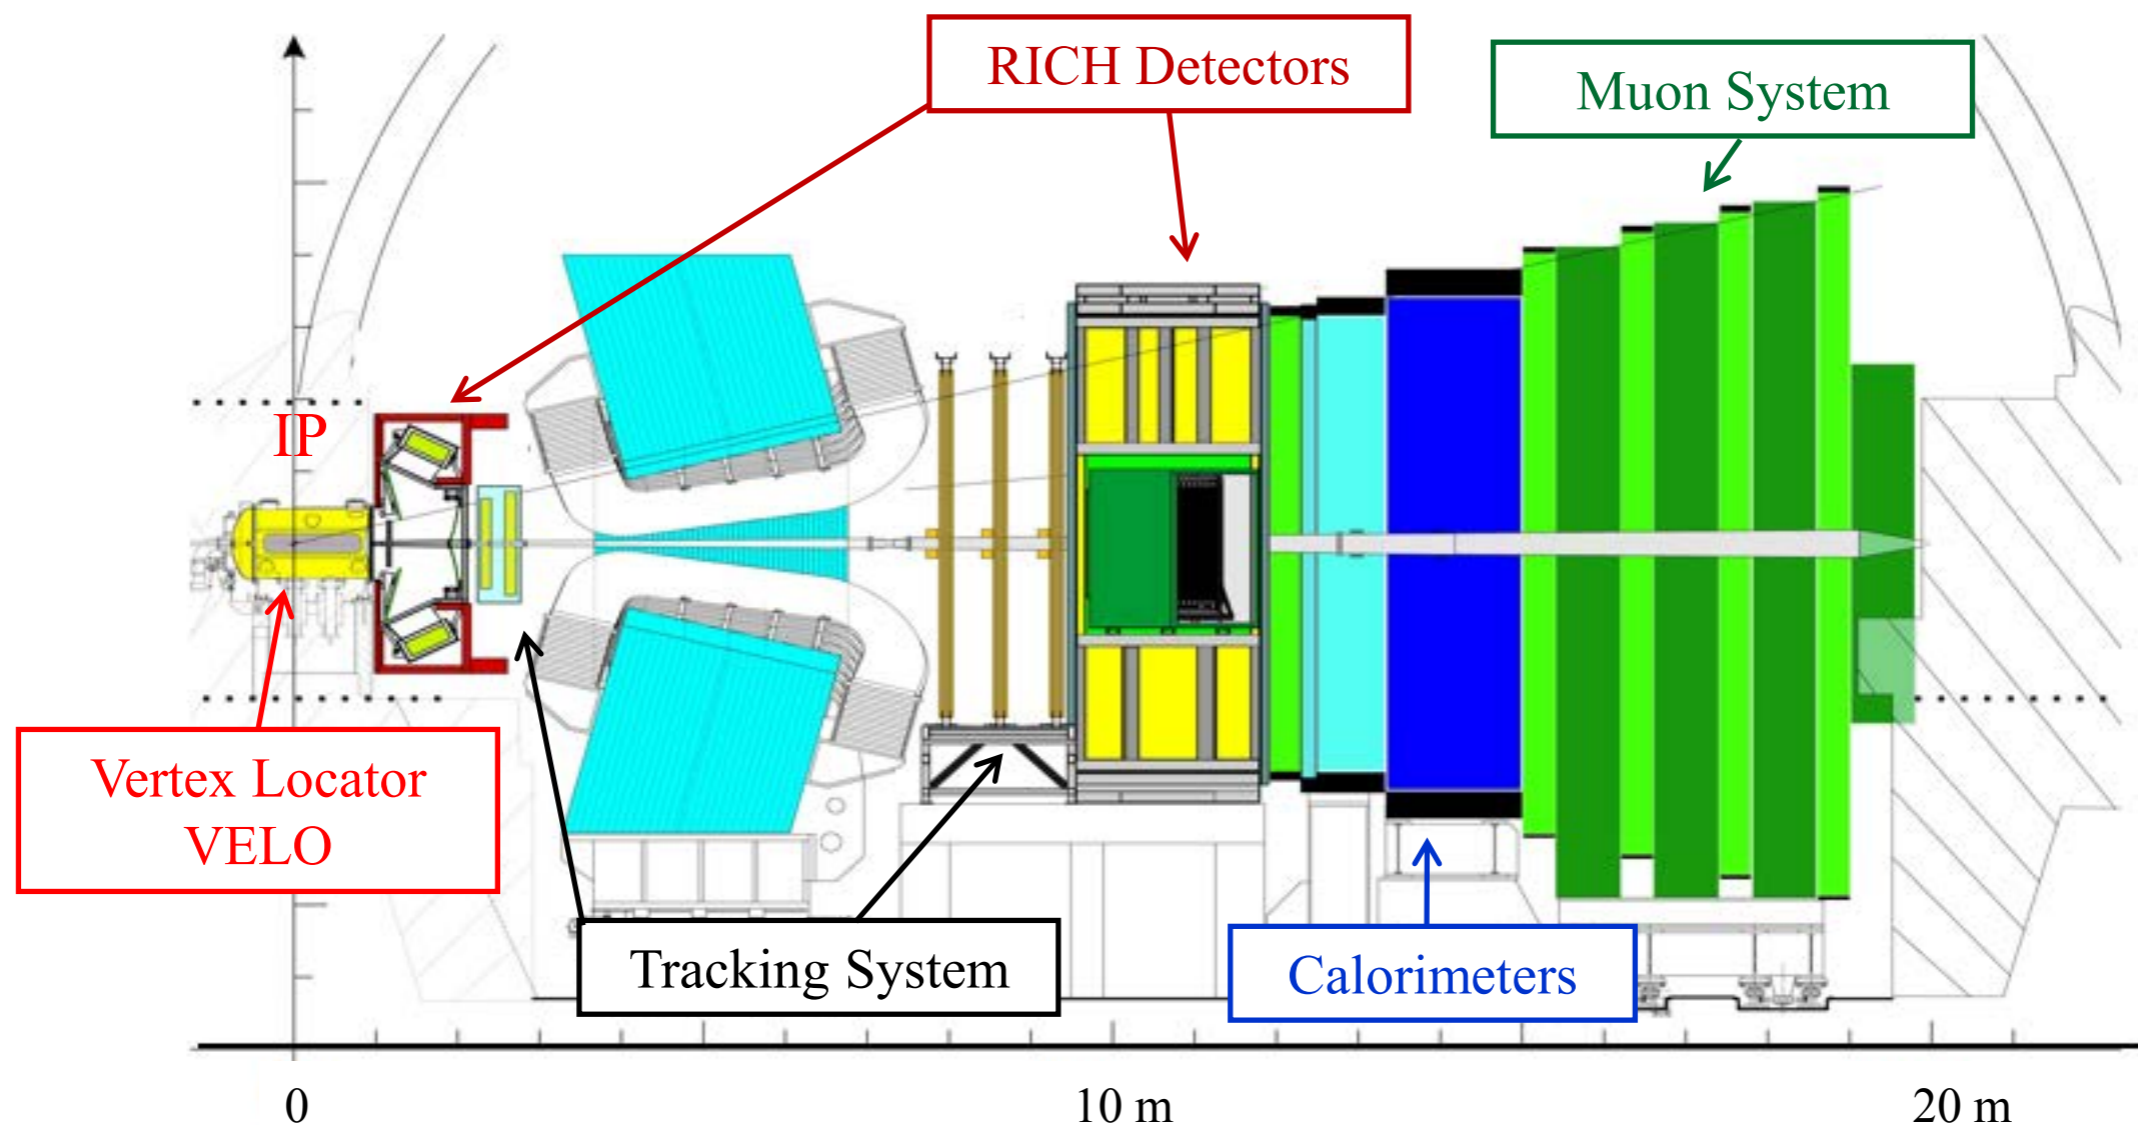 RICH Detectors
Muon System
IP
Vertex Locator
VELO
Tracking System
Calorimeters
0
10 m
20 m